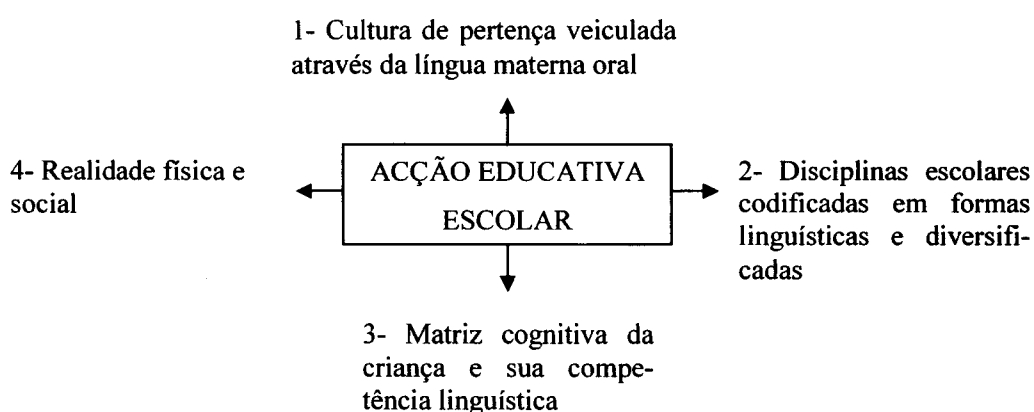 1- Cultura de pertença veiculada
através da língua materna oral
4- Realidade física e
social
ACÇÃO EDUCATIVA
ESCOLAR
2- Disciplinas escolares
codificadas em formas
linguísticas e diversifi-
cadas
3- Matriz cognitiva da
criança e sua compe-
tência linguística